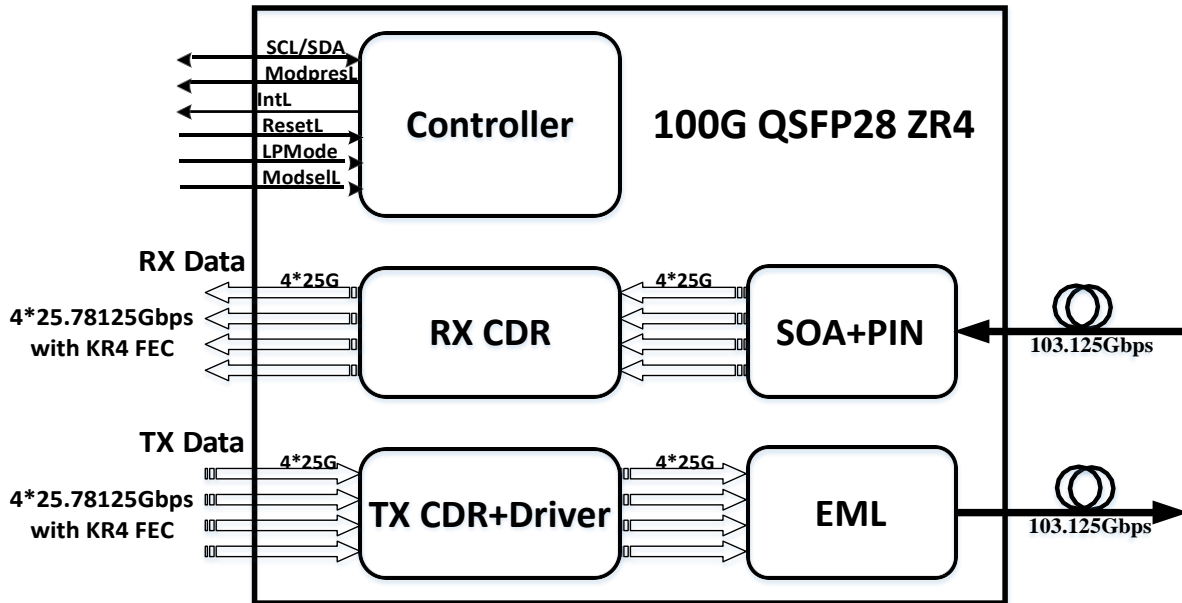 SCL/SDA
ModpresL
IntL
ResetL
LPMode
ModselL
Controller
100G QSFP28 ZR4
RX Data
4*25G
4*25G
4*25.78125Gbps
with KR4 FEC
RX CDR
SOA+PIN
103.125Gbps
TX Data
4*25G
4*25G
4*25.78125Gbps
with KR4 FEC
TX CDR+Driver
EML
103.125Gbps